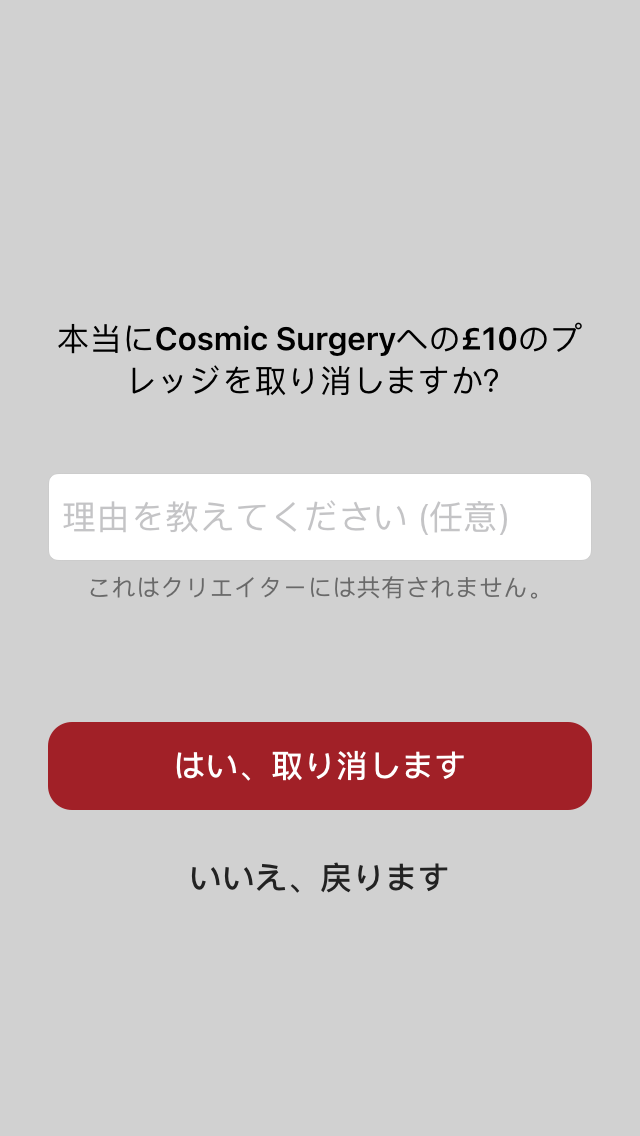 本当にCosmic Surgeryへの£10のプ
レッジを取り消しますか?
理由を教えてください (任意)
これはクリエイターには共有されません。
はい、取り消します
いいえ、戻ります